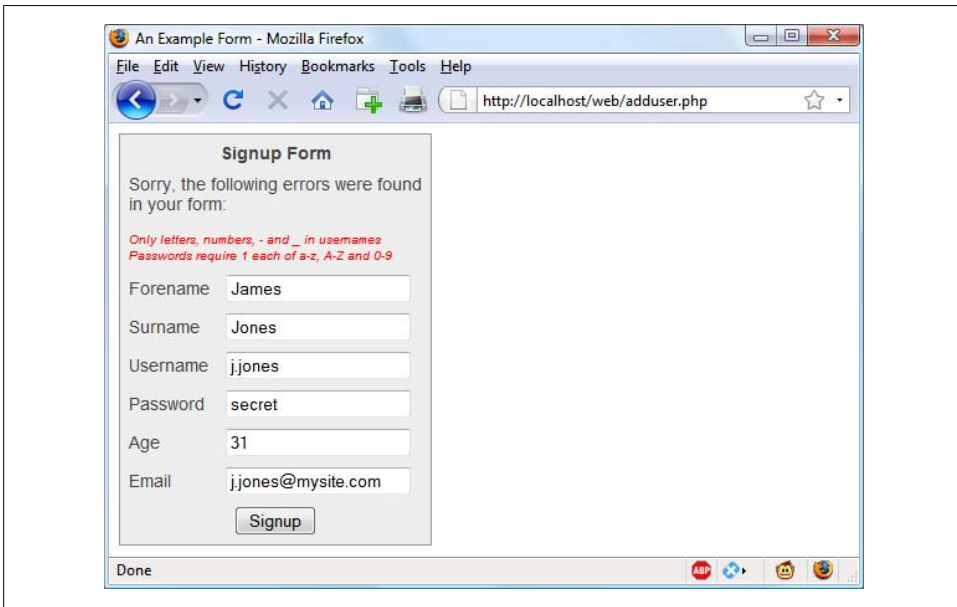 An Example Form - Mozilla Firefox
File Edit View History Bookmarks Tools Help
http://localhost/web/adduser.php
Signup Form
Sorry, the following errors were found
in your form:
Only letters, numbers, - and _ in usernames
Passwords require 1 each of a-z, A-Z and 0-9
Forename James
Surname Jones
Username j.jones
Password secret
Age 31
Email j.jones@mysite.com
Signup
Done
ABP